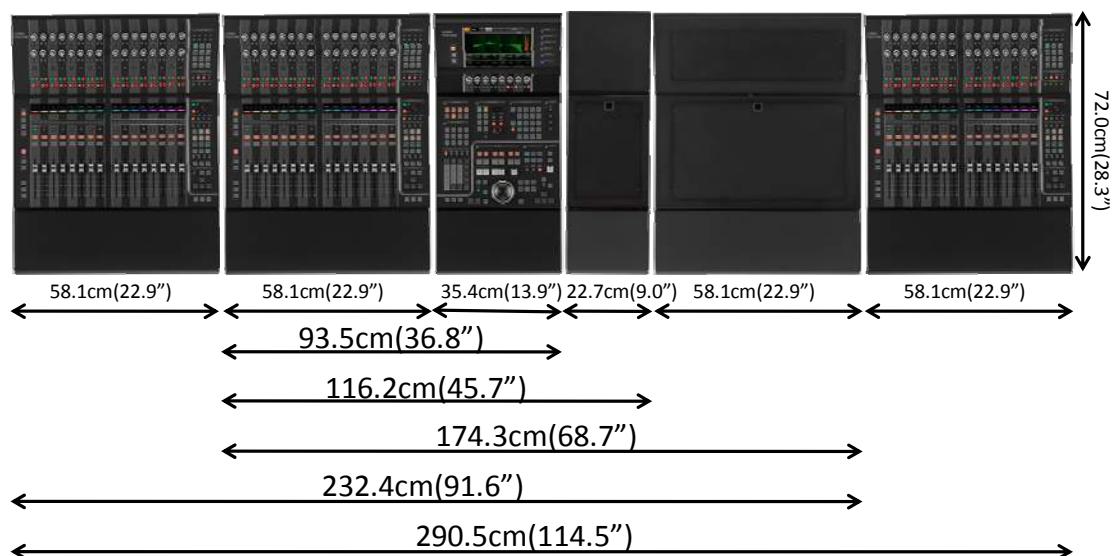 72.0cm(28.3”)
58.1cm(22.9”) 58.1cm(22.9”) 35.4cm(13.9”) 22.7cm(9.0”) 58.1cm(22.9”) 58.1cm(22.9”)
93.5cm(36.8”)
116.2cm(45.7”)
174.3cm(68.7”)
232.4cm(91.6”)
290.5cm(114.5”)